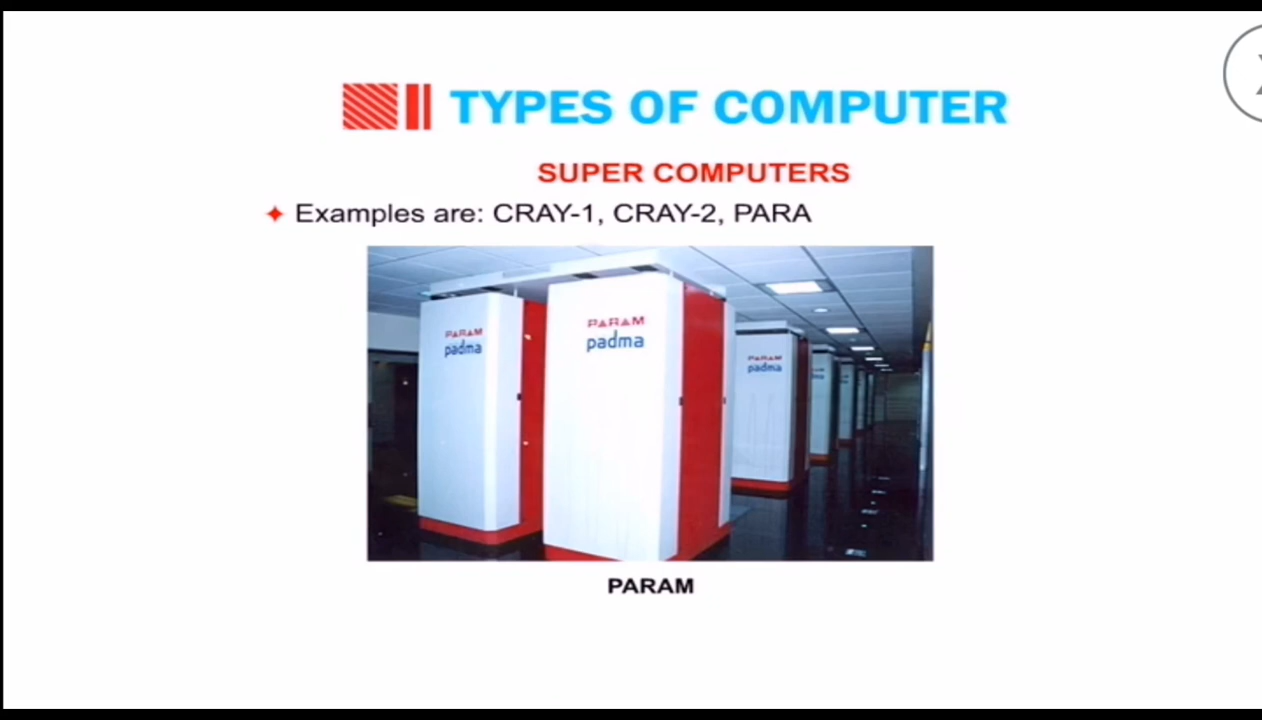 TYPES OF COMPUTER
SUPER COMPUTERS
Examples are: CRAY-1, CRAY-2, PARA
PARAM
padma
PARAM
padma
PARAM
padma
PARAM